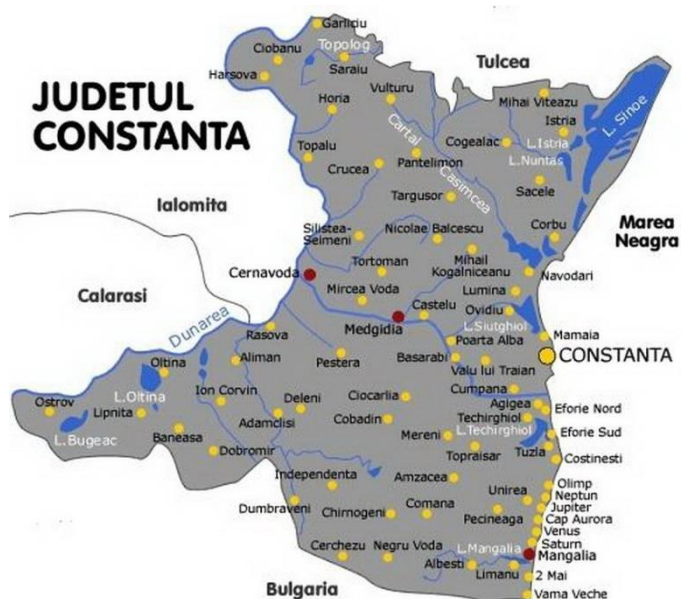 Garliciu
Ciobanu
Topolog
Saraiu
Harsova
Tulcea
JUDETUL
CONSTANTA
Horia
Vulturu
Mihai Viteazu
Istria
L. Sinoe
Cartal
Cogealac
L.Istria
L.Nuntas
Topalu
Crucea
Pantelimon
Casimcea
Targusor
Sacele
Ialomita
Silistea-
Seimeni
Nicolae Balcescu
Corbu
Marea
Neagra
Cernavoda
Tortoman
Mihail
Kogalniceanu
Navodari
Calarasi
Mircea Voda
Lumina
Castelu
Ovidiu
Dunarea
Medgidia
L.Siutghiol
Mamaia
Rasova
Poarta Alba
Oltina
Aliman
Pestera
Basarabi
CONSTANTA
Valu lui Traian
Ion Corvin
Cumpana
L.Oltina
Ostrov
Lipnita
Deleni
Ciocarlia
Agigea
Eforie Nord
Adamclisi
Cobadin
Techirghiol
L.Bugeac
Baneasa
Mereni
L.Techirghiol
Eforie Sud
Dobromir
Topraisar
Tuzla
Costinesti
Independenta
Amzacea
Olimp
Unirea
Neptun
Dumbraveni
Chirnogeni
Comana
Jupiter
Pecineaga
Cap Aurora
Venus
Cerchezu
Negru Voda
L.Mangalia
Saturn
Mangalia
Albesti
Limanu
2 Mai
Bulgaria
Vama Veche